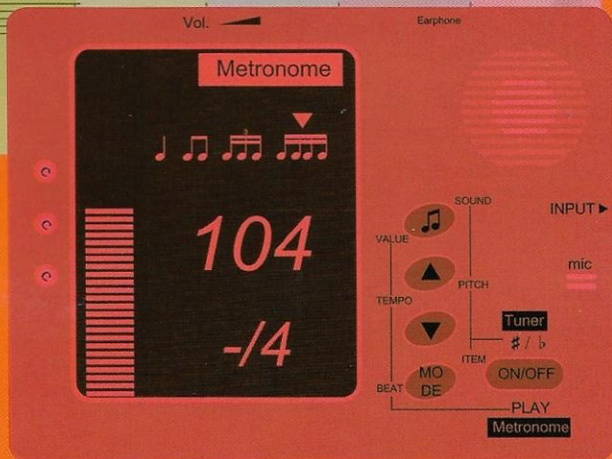 Vol.
Earphone
Metronome
104
-/4
SOUND
VALUE
INPUT
mic
PITCH
TEMPO
Tuner
♯ / ♭
ITEM
MO
DE
ON/OFF
BEAT
PLAY
Metronome